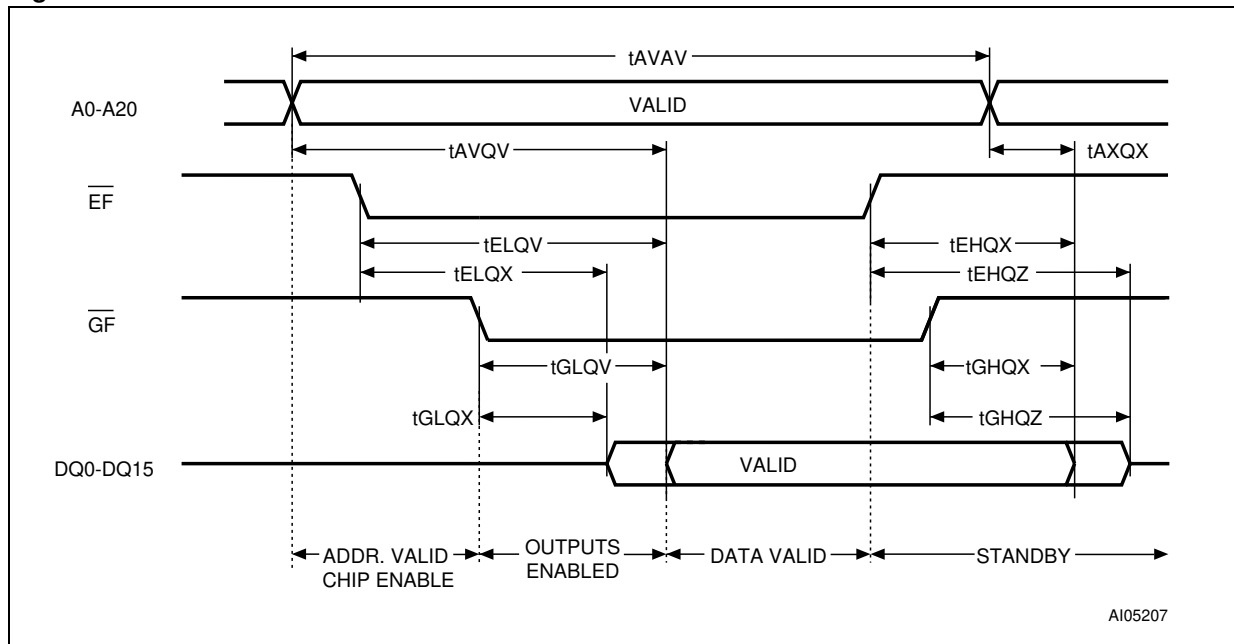 tAVAV
A0-A20
VALID
tAVQV
tAXQX
EF
tELQV
tEHQX
tELQX
tEHQZ
GF
tGLQV
tGHQX
tGLQX
tGHQZ
DQ0-DQ15
VALID
ADDR. VALID
CHIP ENABLE
OUTPUTS
ENABLED
DATA VALID
STANDBY
AI05207